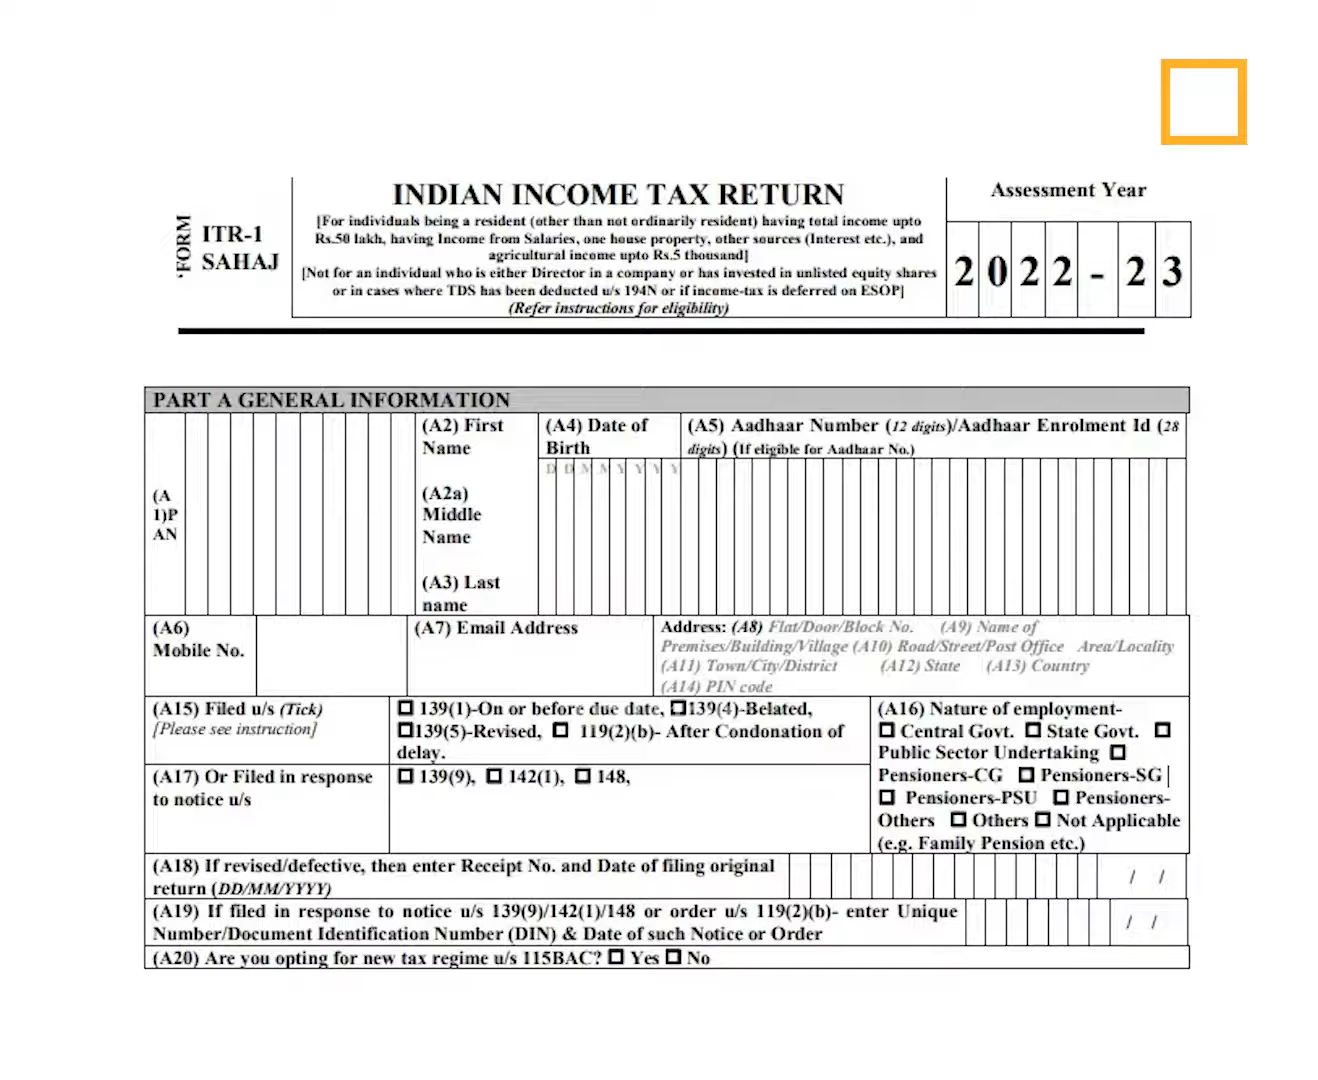 INDIAN INCOME TAX RETURN
[For individuals being a resident (other than not ordinarily resident) having total income upto
Rs.50 lakh, having Income from Salaries, one house property, other sources (Interest etc.), and
agricultural income upto Rs.5 thousand]
[Not for an individual who is either Director in a company or has invested in unlisted equity shares
or in cases where TDS has been deducted u/s 194N or if income-tax is deferred on ESOP]
(Refer instructions for eligibility)
FORM
ITR-1
SAHAJ
Assessment Year
2022-23
PART A GENERAL INFORMATION
(A
1)P
AN
(A2) First
Name
(A2a)
Middle
Name
(A3) Last
name
(A4) Date of
Birth
D D M M Y Y Y Y
(A5) Aadhaar Number (12 digits)/Aadhaar Enrolment Id (28
digits) (If eligible for Aadhaar No.)
(A6)
Mobile No.
(A7) Email Address
Address: (A8) Flat/Door/Block No. (A9) Name of
Premises/Building/Village (A10) Road/Street/Post Office Area/Locality
(A11) Town/City/District (A12) State (A13) Country
(A14) PIN code
(A15) Filed u/s (Tick)
[Please see instruction]
139(1)-On or before due date, 139(4)-Belated,
139(5)-Revised, 119(2)(b)- After Condonation of
delay.
(A16) Nature of employment-
Central Govt. State Govt.
Public Sector Undertaking
Pensioners-CG Pensioners-SG
Pensioners-PSU Pensioners-
Others Others Not Applicable
(e.g. Family Pension etc.)
(A17) Or Filed in response
to notice u/s
139(9), 142(1), 148,
(A18) If revised/defective, then enter Receipt No. and Date of filing original
return (DD/MM/YYYY)
/ /
(A19) If filed in response to notice u/s 139(9)/142(1)/148 or order u/s 119(2)(b)- enter Unique
Number/Document Identification Number (DIN) & Date of such Notice or Order
/ /
(A20) Are you opting for new tax regime u/s 115BAC? Yes No